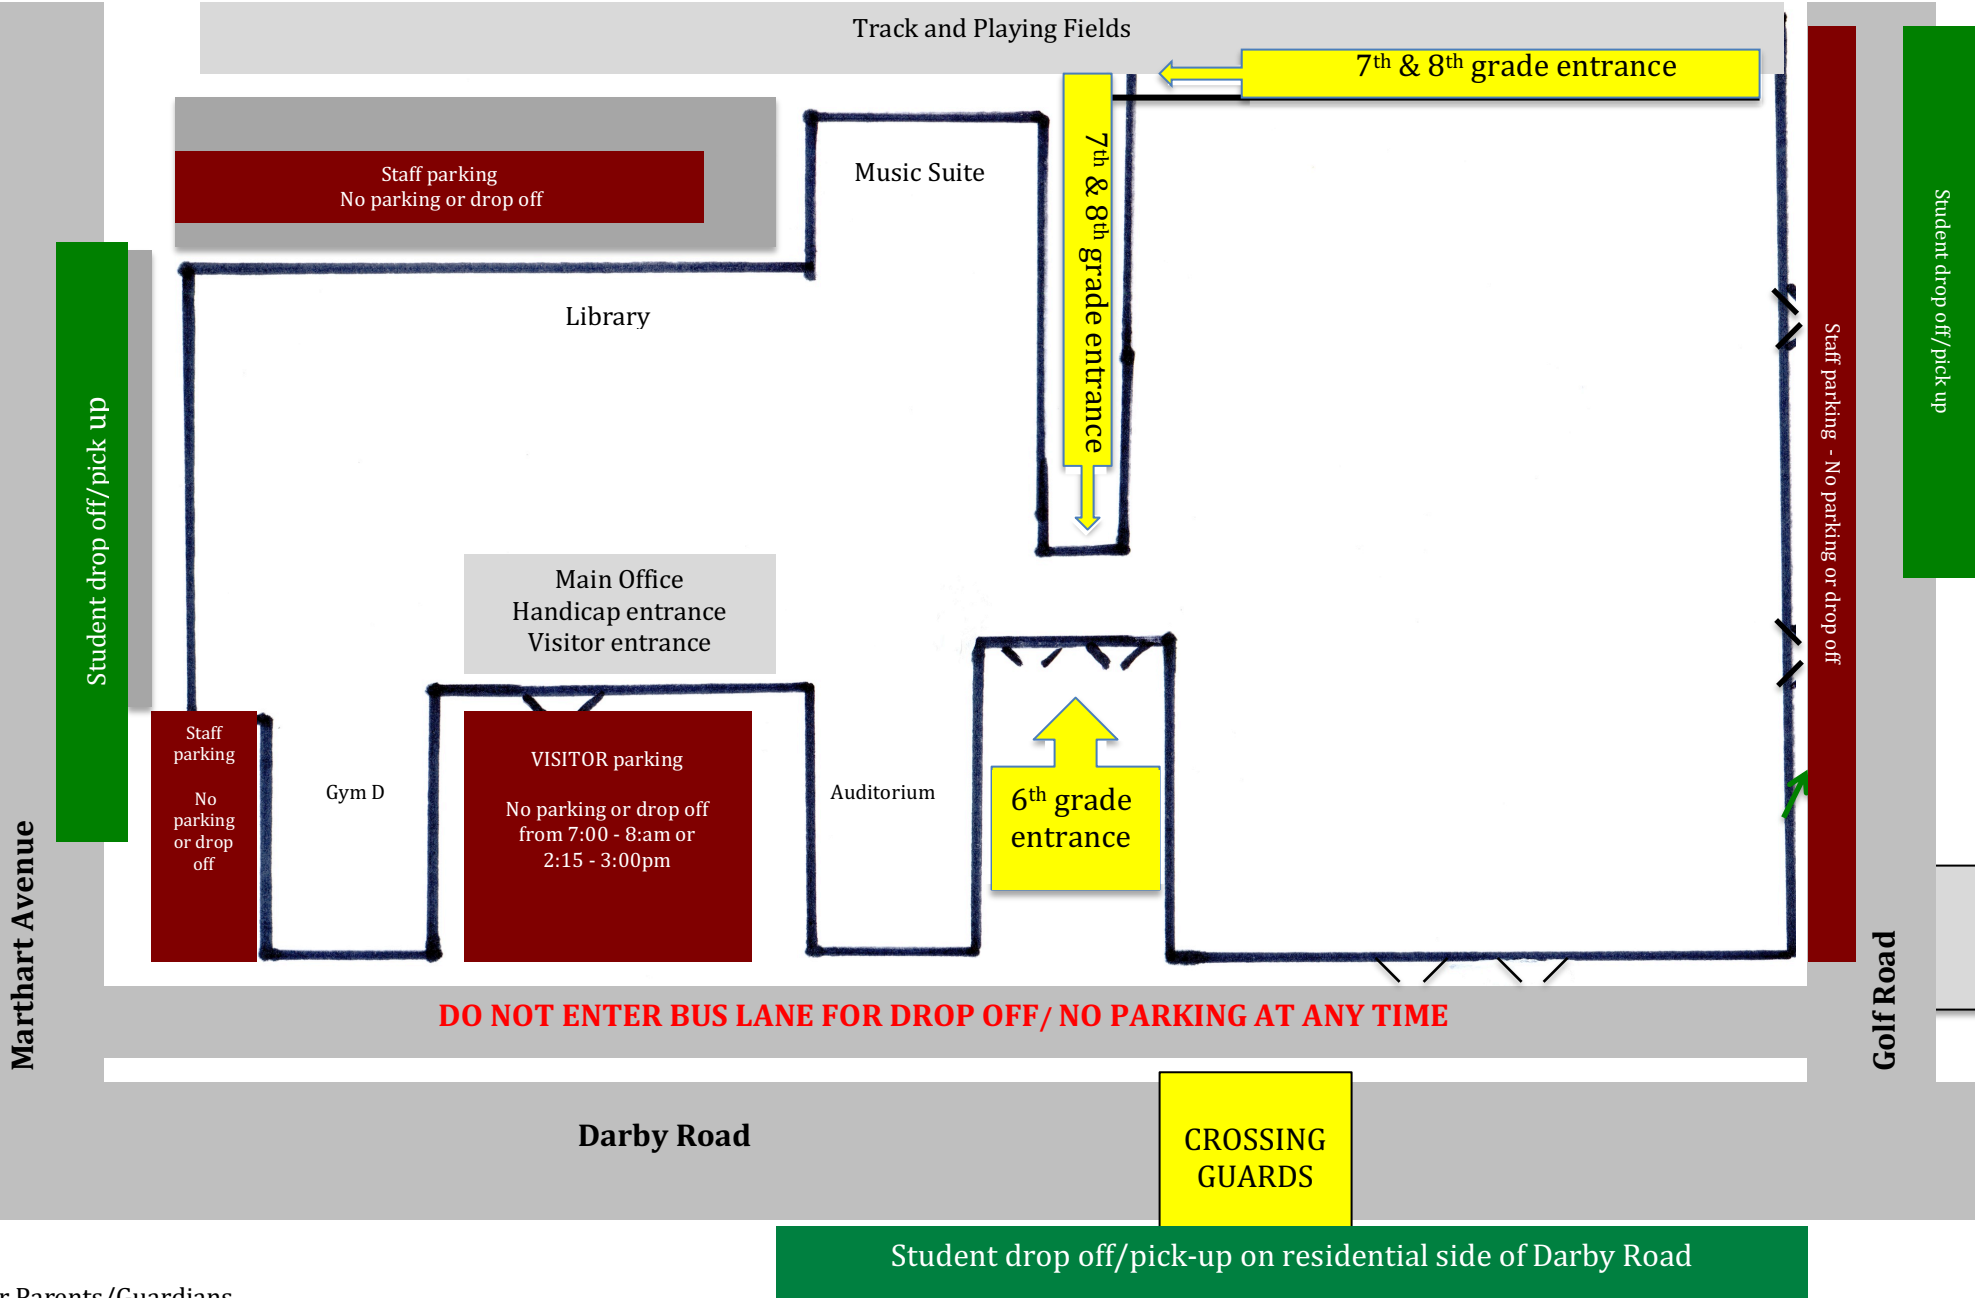 Track and Playing Fields
7th & 8th grade entrance
Staff parking
No parking or drop off
Music Suite
7th & 8th grade entrance
Library
Student drop off/pick up
Student drop off/pick up
Staff parking - No parking or drop off
Main Office
Handicap entrance
Visitor entrance
Staff
parking
No
parking
or drop
off
Gym D
VISITOR parking
No parking or drop off
from 7:00 - 8:am or
2:15 - 3:00pm
Auditorium
6th grade
entrance
Marthart Avenue
Golf Road
DO NOT ENTER BUS LANE FOR DROP OFF/ NO PARKING AT ANY TIME
Darby Road
CROSSING
GUARDS
Student drop off/pick-up on residential side of Darby Road
Parents/Guardians